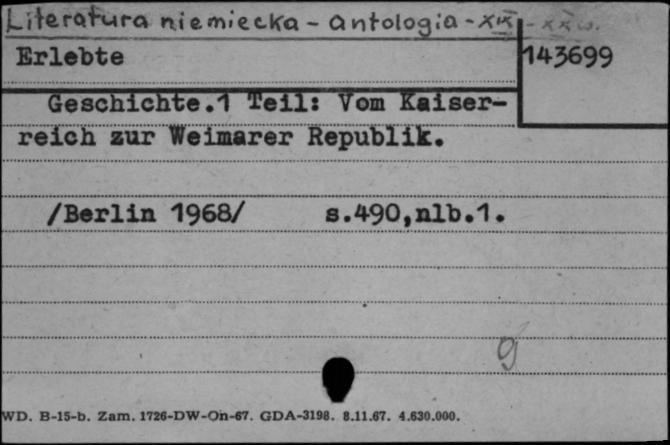 Literatura niemiecka - antologia - XIX - XX w.
Erlebte
143699
Geschichte.1 Teil: Vom Kaiser-
reich zur Weimarer Republik.
/Berlin 1968/ s.490,nlb.1.
g
WD. B-15-b. Zam. 1726-DW-On-67. GDA-3198. 8.11.67. 4.630.000.